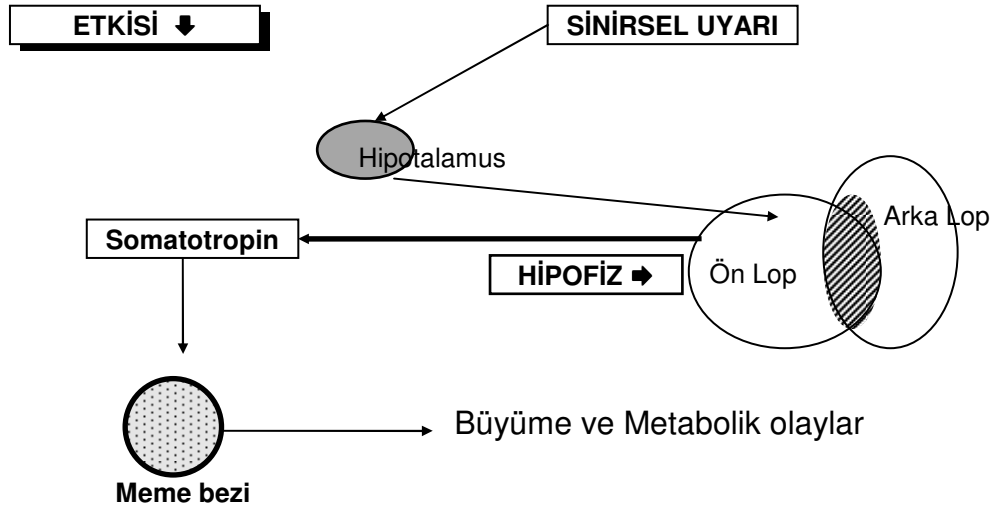 ETKİSİ 🡇
SİNİRSEL UYARI
Hipotalamus
Arka Lop
Somatotropin
HİPOFİZ 🡆
Ön Lop
Büyüme ve Metabolik olaylar
Meme bezi